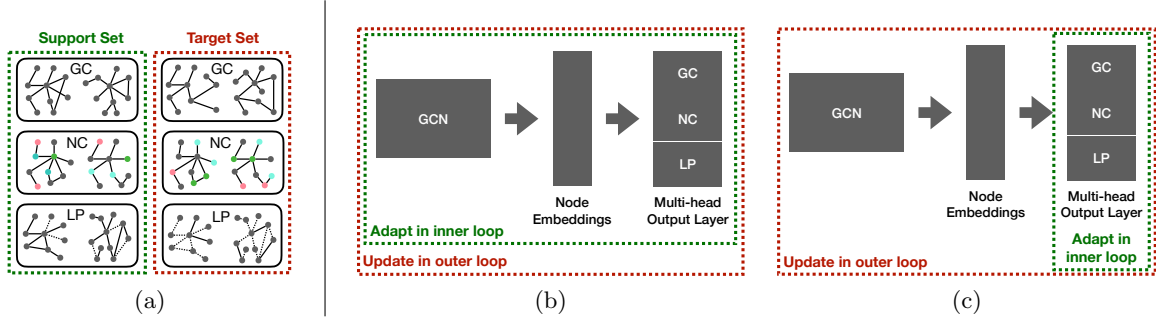 Support Set
Target Set
GC
GC
NC
NC
LP
LP
(a)
GCN
GC
NC
LP
Node
Embeddings
Multi-head
Output Layer
Adapt in inner loop
Update in outer loop
(b)
GCN
GC
NC
LP
Node
Embeddings
Multi-head
Output Layer
Adapt in
inner loop
Update in outer loop
(c)